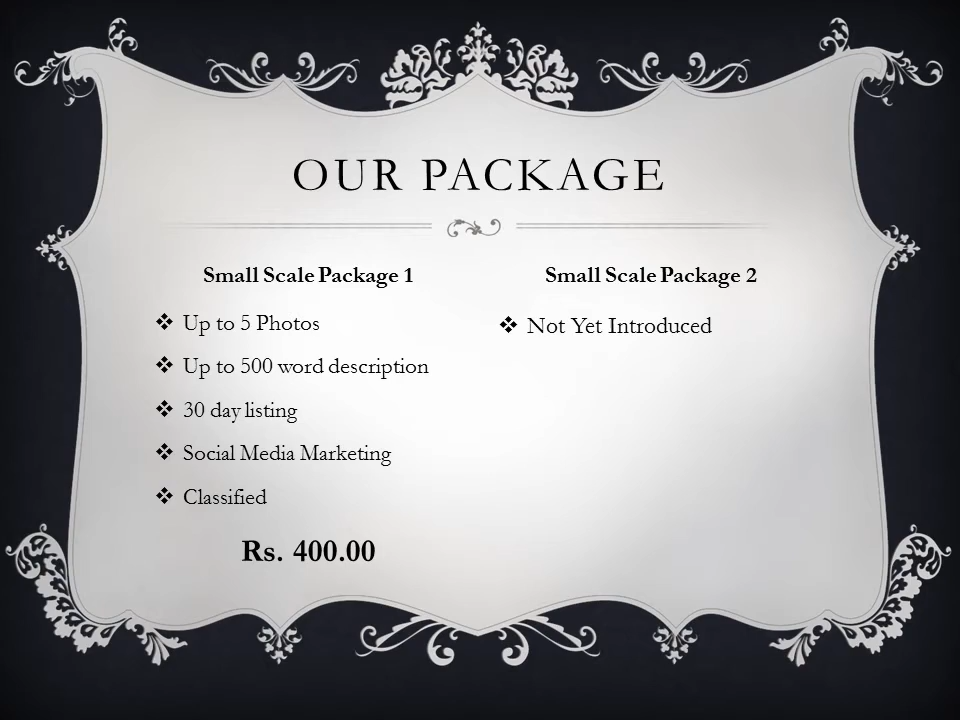 OUR PACKAGE
Small Scale Package 1
❖ Up to 5 Photos
❖ Up to 500 word description
❖ 30 day listing
❖ Social Media Marketing
❖ Classified
Rs. 400.00
Small Scale Package 2
❖ Not Yet Introduced